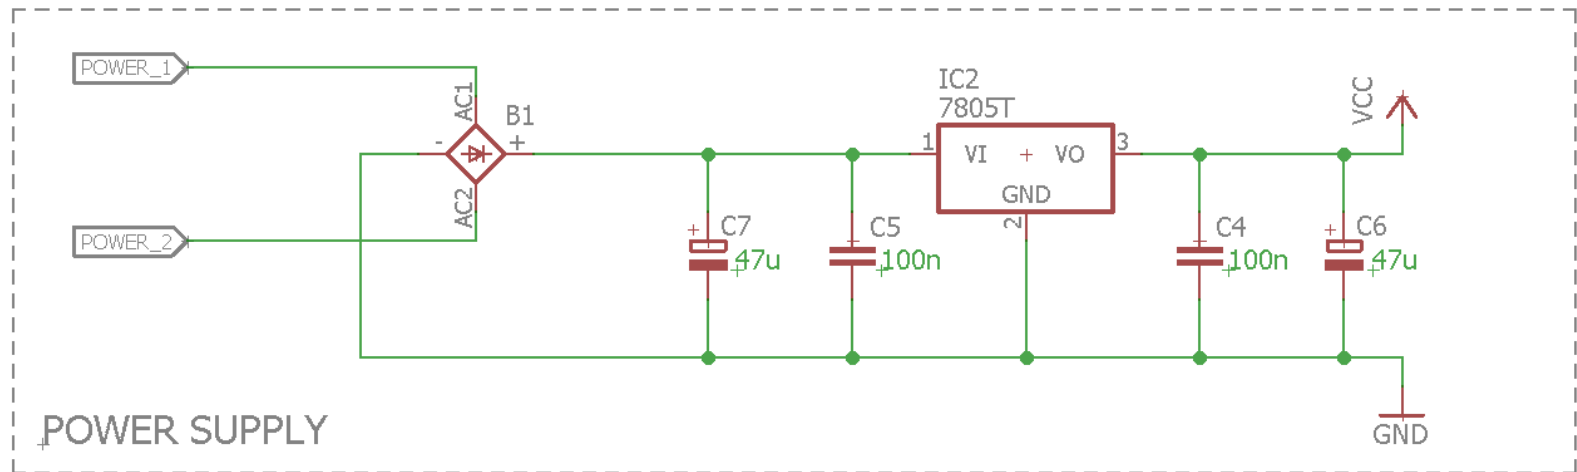 POWER_1
POWER_2
AC1
B1
-
+
AC2
C7
47u
C5
100n
IC2
7805T
1
VI
VO
3
GND
2
C4
100n
C6
47u
VCC
GND
POWER SUPPLY